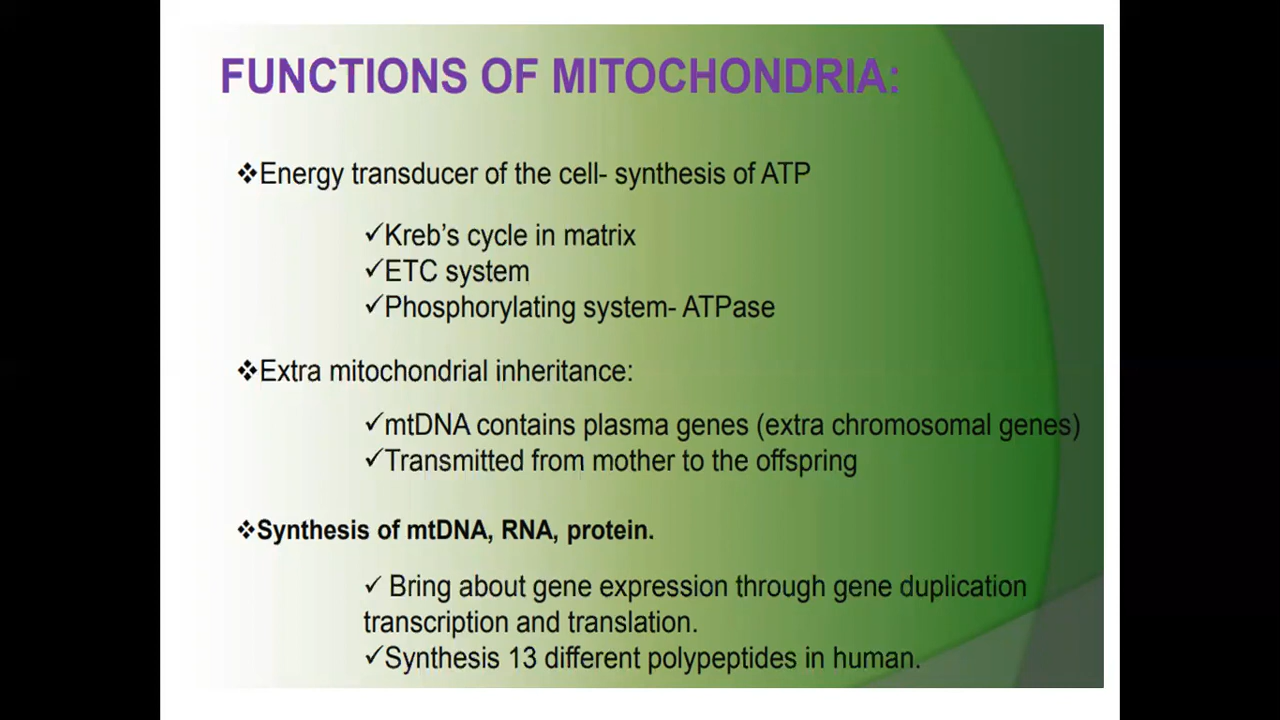 FUNCTIONS OF MITOCHONDRIA:
❖Energy transducer of the cell- synthesis of ATP
✓Kreb’s cycle in matrix
✓ETC system
✓Phosphorylating system- ATPase
❖Extra mitochondrial inheritance:
✓mtDNA contains plasma genes (extra chromosomal genes)
✓Transmitted from mother to the offspring
❖Synthesis of mtDNA, RNA, protein.
✓ Bring about gene expression through gene duplication
transcription and translation.
✓Synthesis 13 different polypeptides in human.